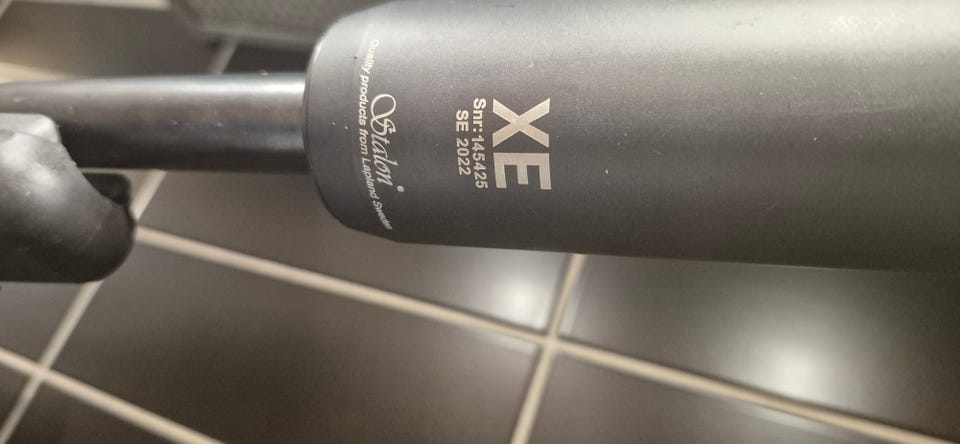 Stalon®
Quality products from Lapland Sweden
XE
Snr: 145425
SE 2022